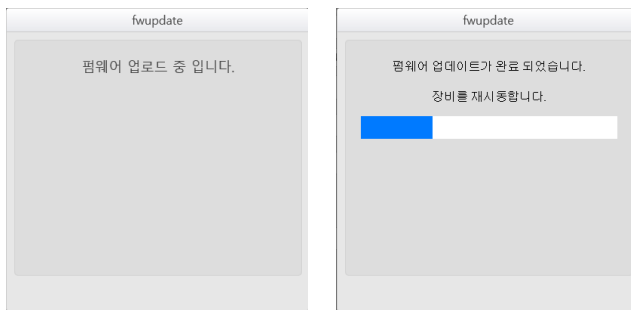 fwupdate
펌웨어 업로드 중 입니다.
fwupdate
펌웨어 업데이트가 완료 되었습니다.
장비를 재시동합니다.